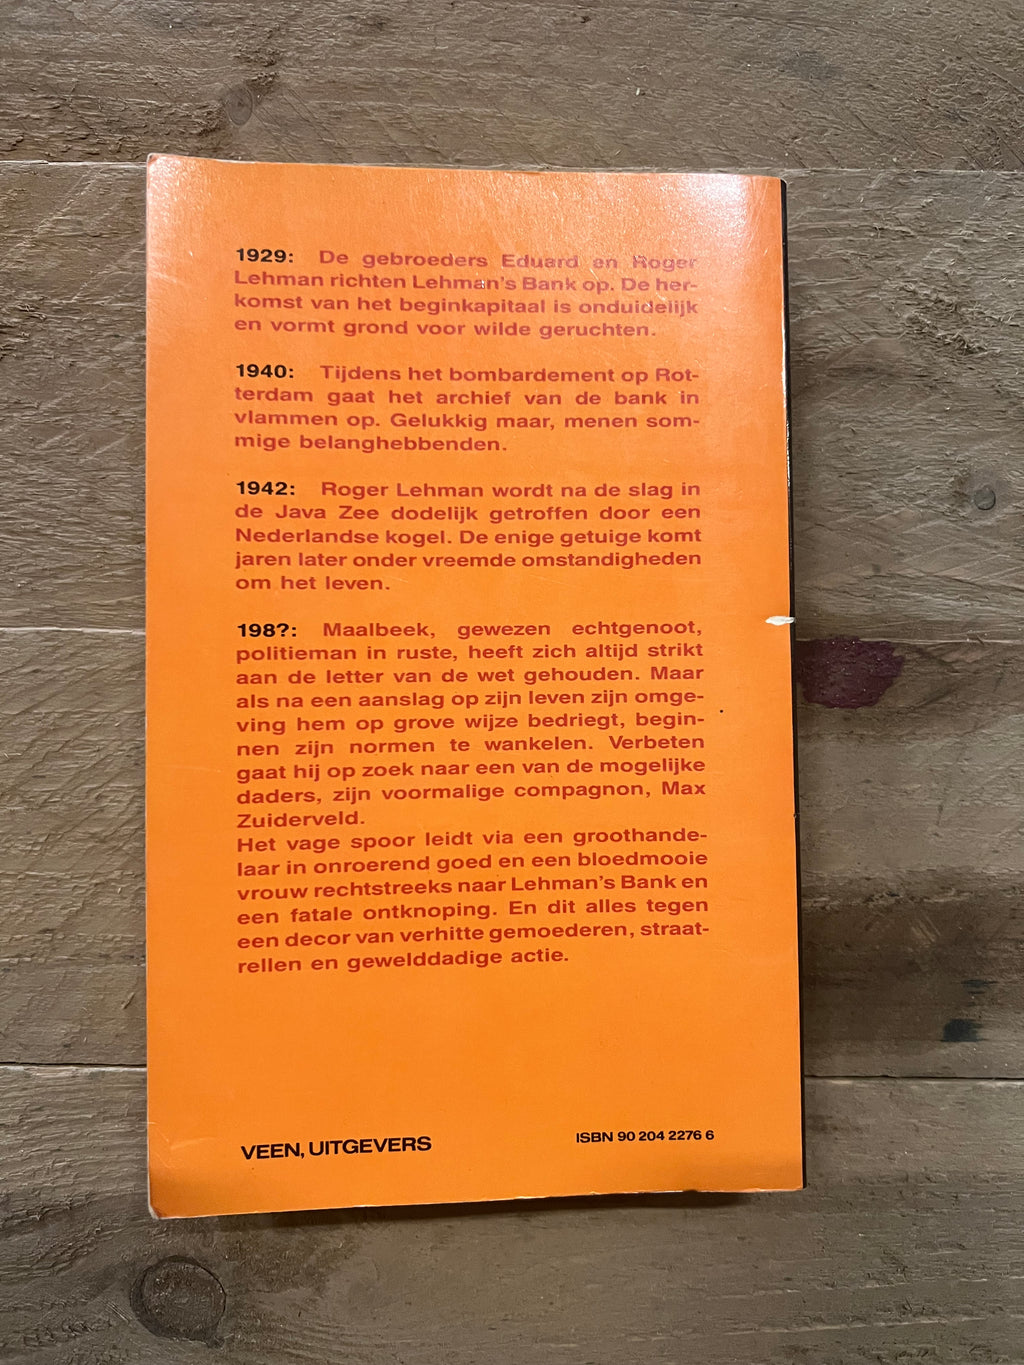 1929: De gebroeders Eduard en Roger
Lehman richten Lehman's Bank op. De her-
komst van het beginkapitaal is onduidelijk
en vormt grond voor wilde geruchten.
1940: Tijdens het bombardement op Rot-
terdam gaat het archief van de bank in
vlammen op. Gelukkig maar, menen som-
mige belanghebbenden.
1942: Roger Lehman wordt na de slag in
de Java Zee dodelijk getroffen door een
Nederlandse kogel. De enige getuige komt
jaren later onder vreemde omstandigheden
om het leven.
198?: Maalbeek, gewezen echtgenoot,
politieman in ruste, heeft zich altijd strikt
aan de letter van de wet gehouden. Maar
als na een aanslag op zijn leven zijn omge-
ving hem op grove wijze bedriegt, begin-
nen zijn normen te wankelen. Verbeten
gaat hij op zoek naar een van de mogelijke
daders, zijn voormalige compagnon, Max
Zuiderveld.
Het vage spoor leidt via een groothande-
laar in onroerend goed en een bloedmooie
vrouw rechtstreeks naar Lehman's Bank en
een fatale ontknoping. En dit alles tegen
een decor van verhitte gemoederen, straat-
rellen en gewelddadige actie.
VEEN, UITGEVERS
ISBN 90 204 2276 6